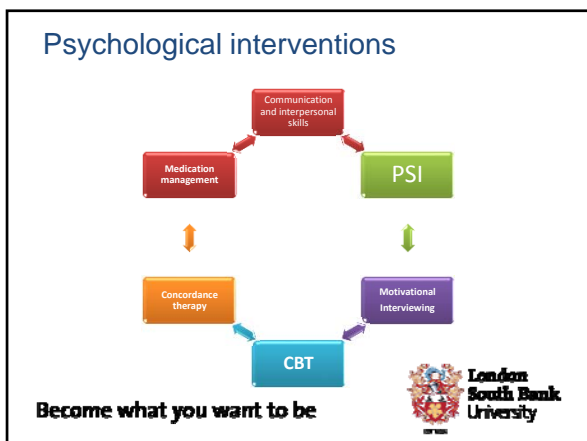 Psychological interventions
Communication
and interpersonal
skills
Medication
management
PSI
Concordance
therapy
Motivational
Interviewing
CBT
Become what you want to be
London
South Bank
University